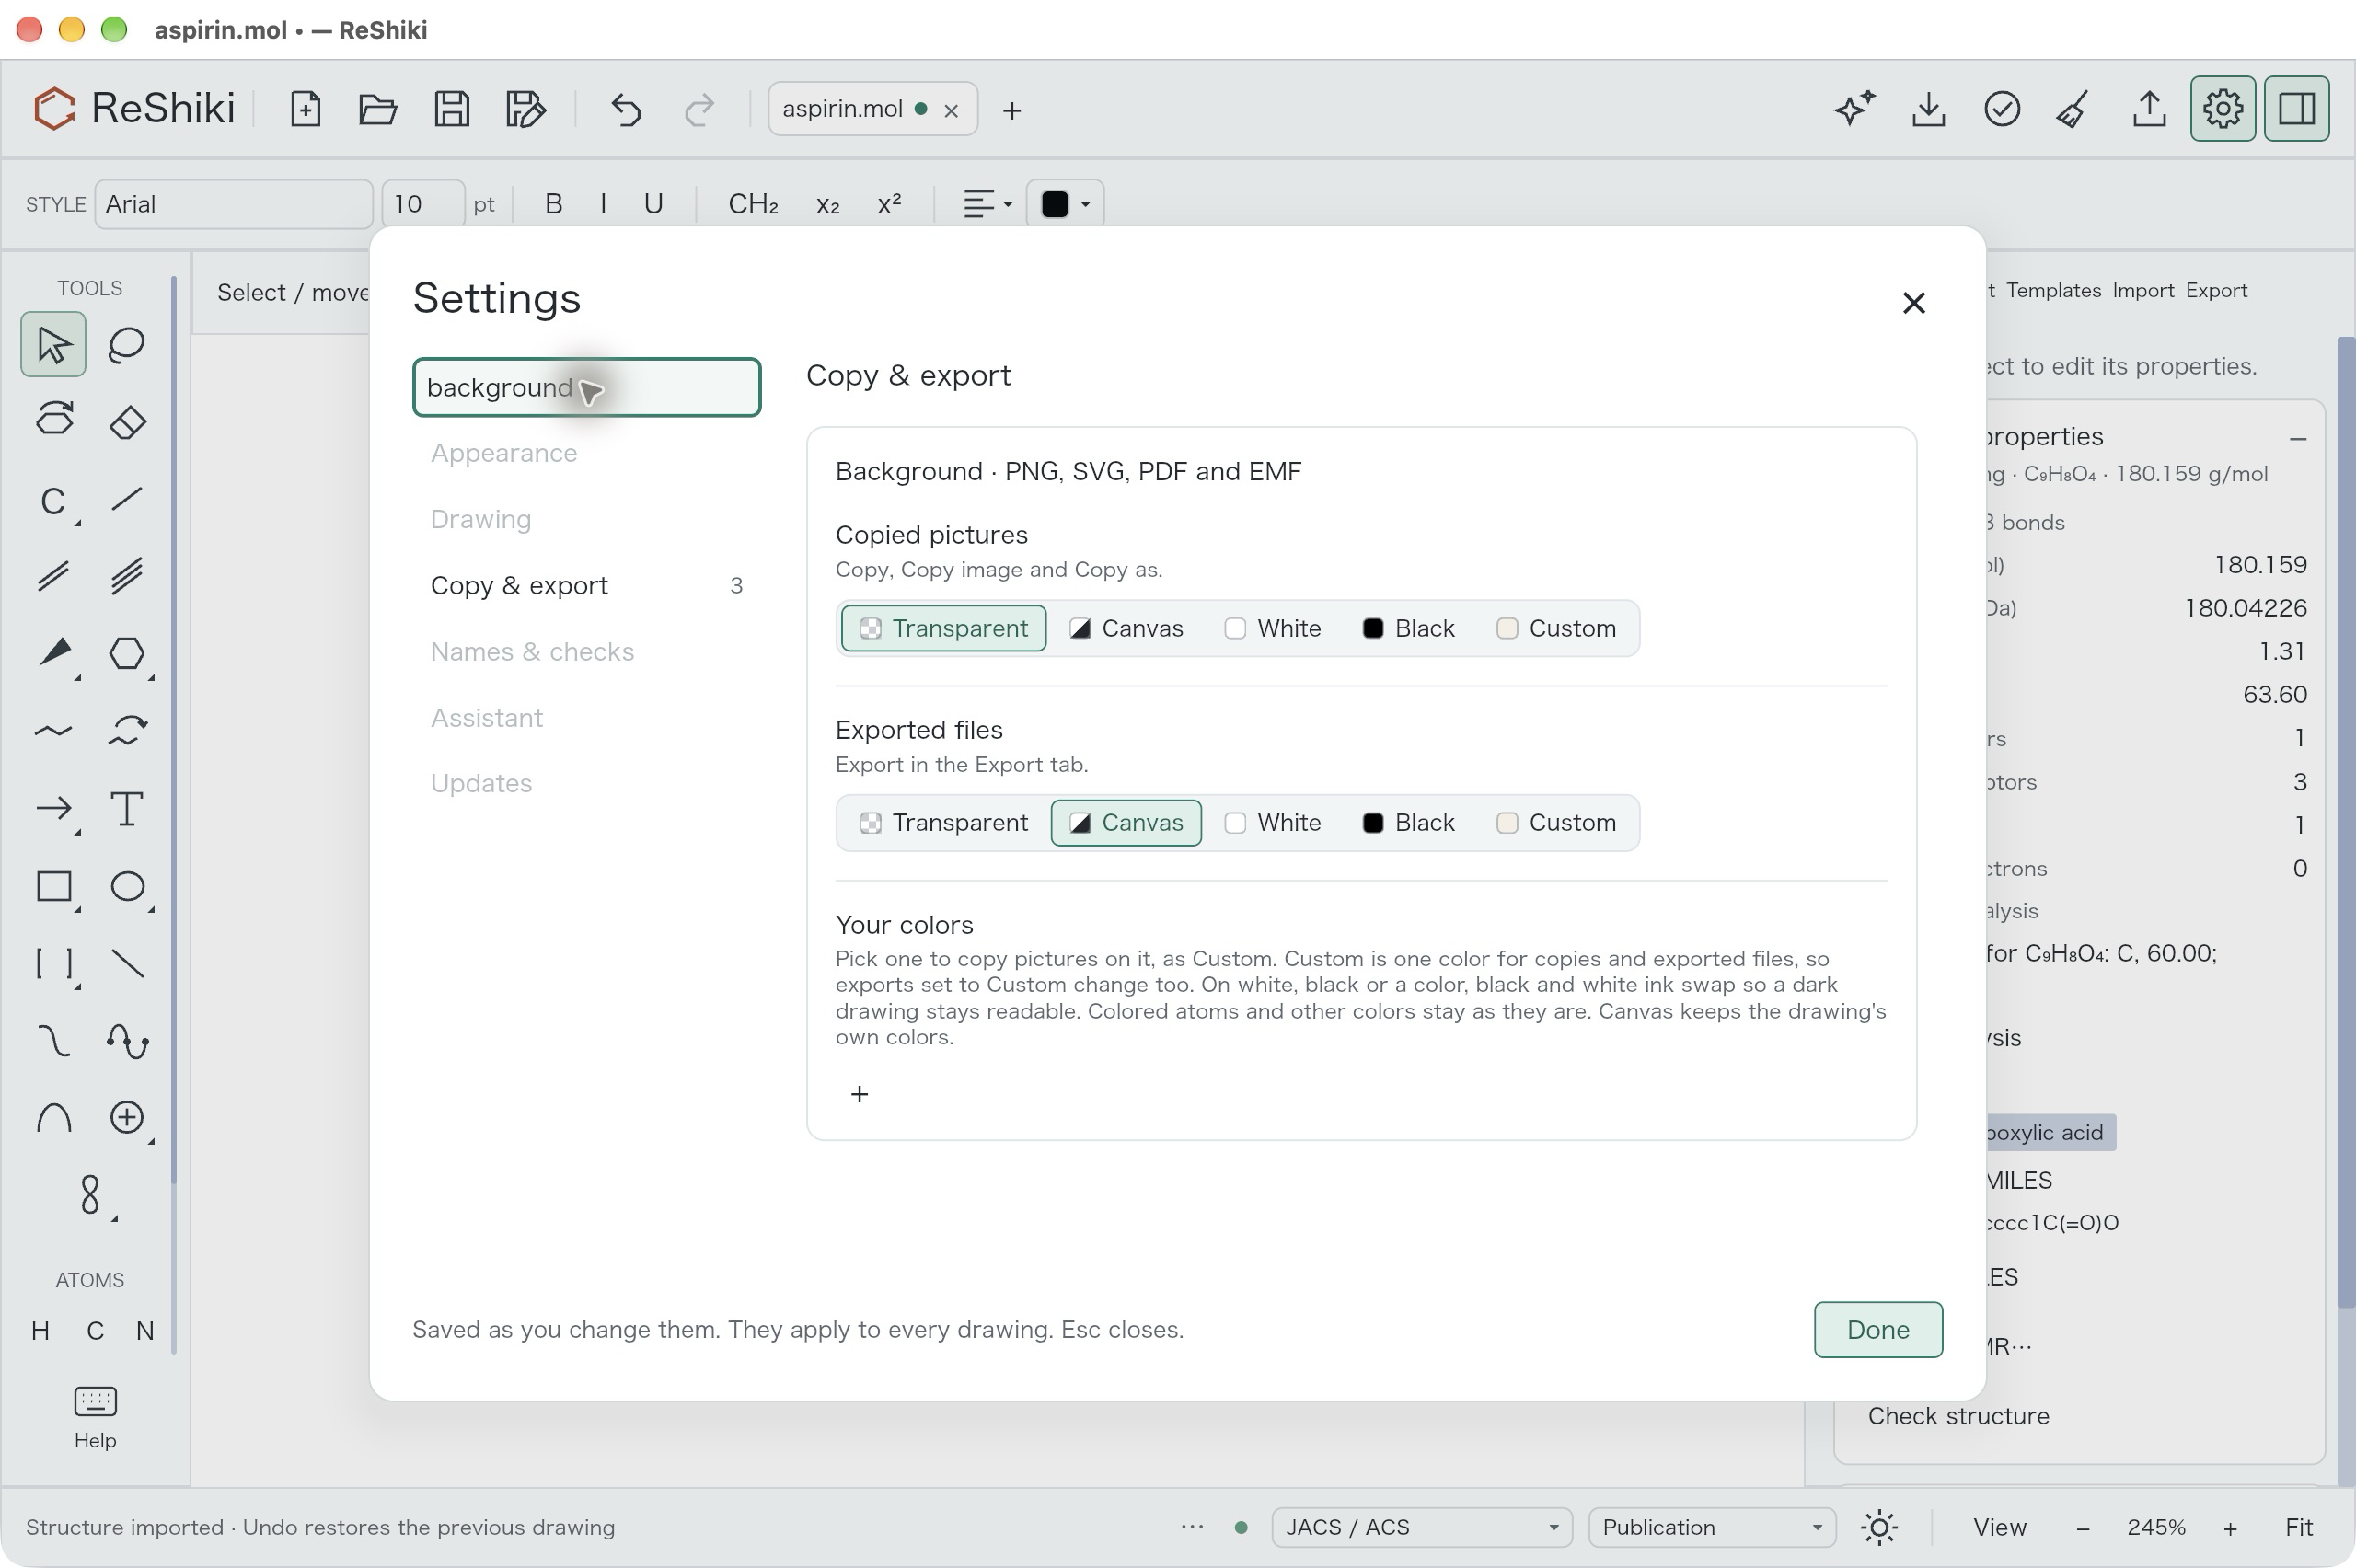 aspirin.mol • — ReShiki
ReShiki
aspirin.mol
STYLE Arial 10 pt B I U CH₂ x₂ x²
TOOLS
Select / move
Templates Import Export
Settings
background
Appearance
Drawing
Copy & export 3
Names & checks
Assistant
Updates
Copy & export
Background · PNG, SVG, PDF and EMF
Copied pictures
Copy, Copy image and Copy as.
Transparent Canvas White Black Custom
Exported files
Export in the Export tab.
Transparent Canvas White Black Custom
Your colors
Pick one to copy pictures on it, as Custom. Custom is one color for copies and exported files, so
exports set to Custom change too. On white, black or a color, black and white ink swap so a dark
drawing stays readable. Colored atoms and other colors stay as they are. Canvas keeps the drawing's
own colors.
+
Saved as you change them. They apply to every drawing. Esc closes.
Done
to edit its properties.
properties
· C₉H₈O₄ · 180.159 g/mol
bonds
180.159
180.04226
1.31
63.60
1
3
1
0
for C₉H₈O₄: C, 60.00;
acid
Check structure
C
T
ATOMS
H C N
Help
Structure imported · Undo restores the previous drawing
··· JACS / ACS Publication View − 245% + Fit